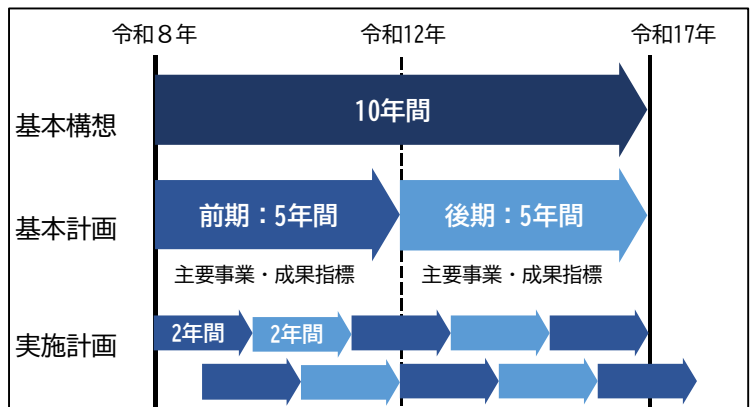 令和８年 令和12年 令和17年
基本構想 10年間
基本計画 前期：5年間 後期：5年間
主要事業・成果指標 主要事業・成果指標
実施計画 2年間 2年間